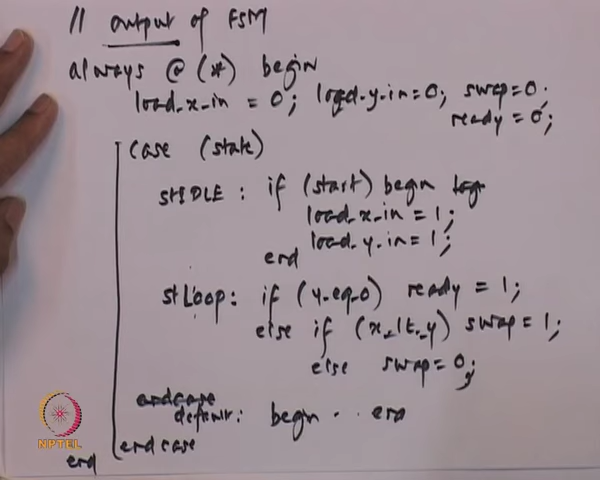 // output of FSM
always @ (*) begin
load_x_in = 0; load_y_in = 0; swap = 0;
ready = 0;
case (state)
stIDLE : if (start) begin
load_x_in = 1;
load_y_in = 1;
end
stLoop : if (y_eq_0) ready = 1;
else if (x_lt_y) swap = 1;
else swap = 0;
endcase
default : begin . . end
endcase
end
NPTEL